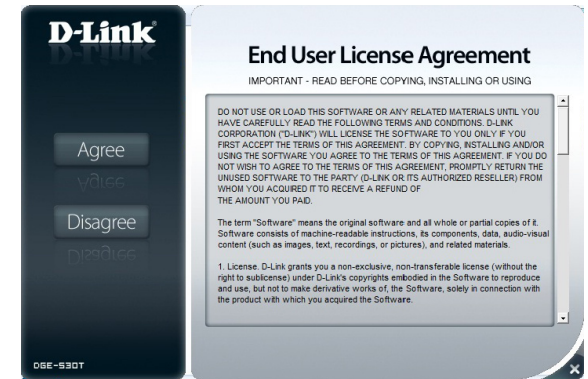 D-Link
End User License Agreement
IMPORTANT - READ BEFORE COPYING, INSTALLING OR USING
DO NOT USE OR LOAD THIS SOFTWARE OR ANY RELATED MATERIALS UNTIL YOU
HAVE CAREFULLY READ THE FOLLOWING TERMS AND CONDITIONS. D-LINK
CORPORATION ("D-LINK") WILL LICENSE THE SOFTWARE TO YOU ONLY IF YOU
FIRST ACCEPT THE TERMS OF THIS AGREEMENT. BY COPYING, INSTALLING AND/OR
USING THE SOFTWARE YOU AGREE TO THE TERMS OF THIS AGREEMENT. IF YOU DO
NOT WISH TO AGREE TO THE TERMS OF THIS AGREEMENT, PROMPTLY RETURN THE
UNUSED SOFTWARE TO THE PARTY (D-LINK OR ITS AUTHORIZED RESELLER) FROM
WHOM YOU ACQUIRED IT TO RECEIVE A REFUND OF
THE AMOUNT YOU PAID.
The term "Software" means the original software and all whole or partial copies of it.
Software consists of machine-readable instructions, its components, data, audio-visual
content (such as images, text, recordings, or pictures), and related materials.
1. License. D-Link grants you a non-exclusive, non-transferable license (without the
right to sublicense) under D-Link's copyrights embodied in the Software to reproduce
and use, but not to make derivative works of, the Software, solely in connection with
the product with which you acquired the Software.
Agree
Disagree
DGE-530T